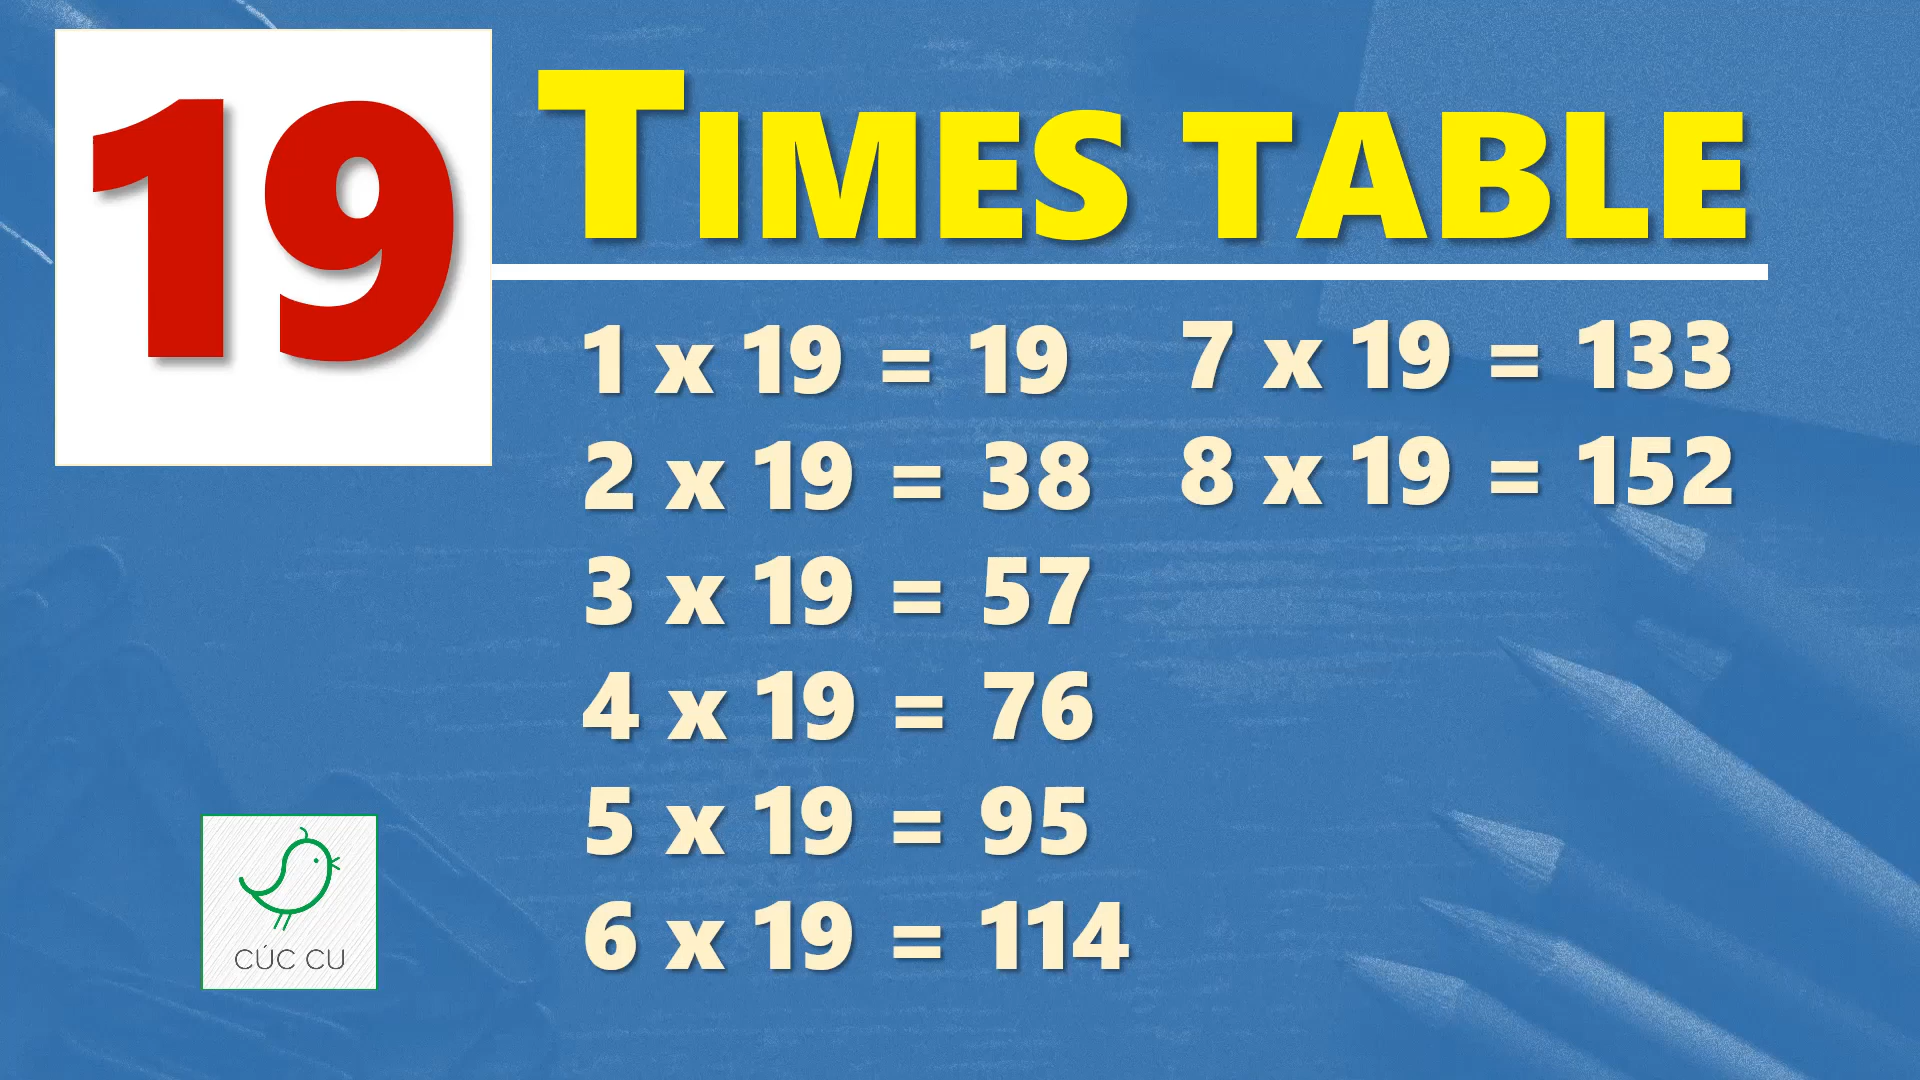 19
TIMES TABLE
1 x 19 = 19
2 x 19 = 38
3 x 19 = 57
4 x 19 = 76
5 x 19 = 95
6 x 19 = 114
7 x 19 = 133
8 x 19 = 152
CÚC CU